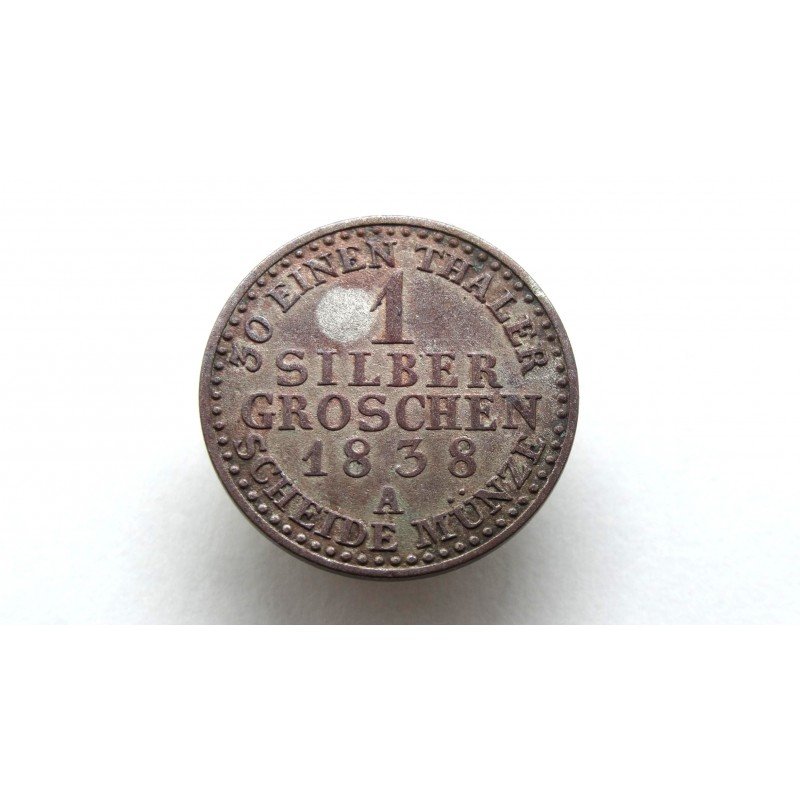 30 EINEN THALER
1
SILBER
GROSCHEN
1838
A
SCHEIDE MÜNZE